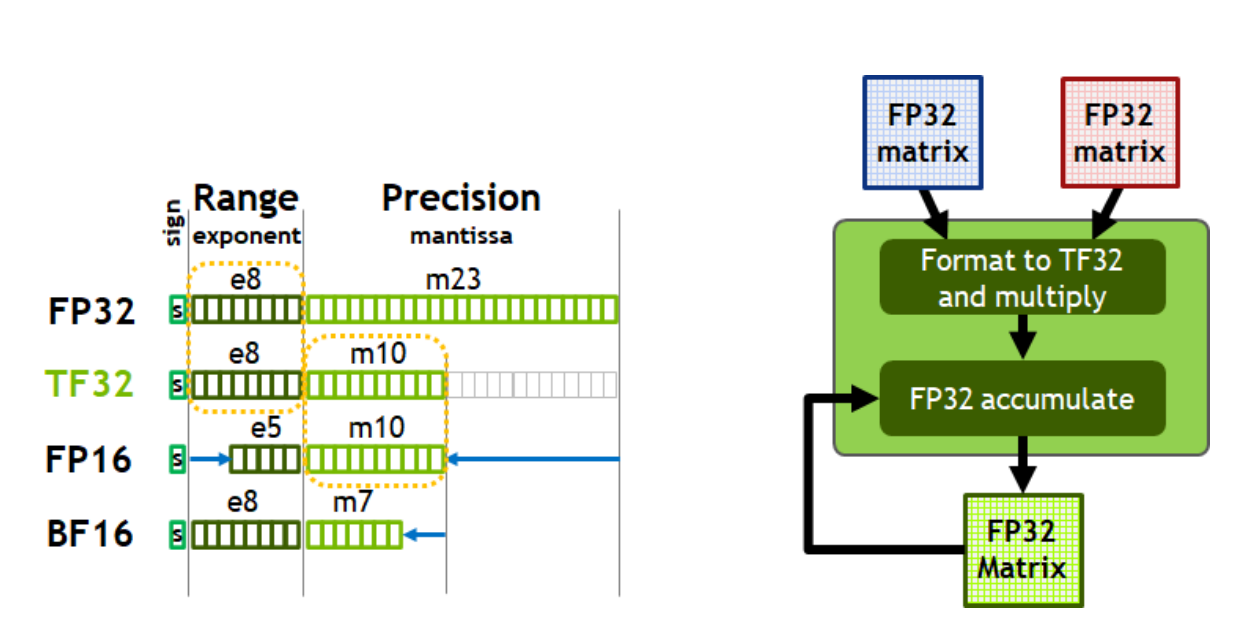 Range
Precision
sign
exponent
mantissa
e8
m23
FP32
s
e8
m10
TF32
s
e5
m10
FP16
s
e8
m7
BF16
s
FP32
matrix
FP32
matrix
Format to TF32
and multiply
FP32 accumulate
FP32
Matrix